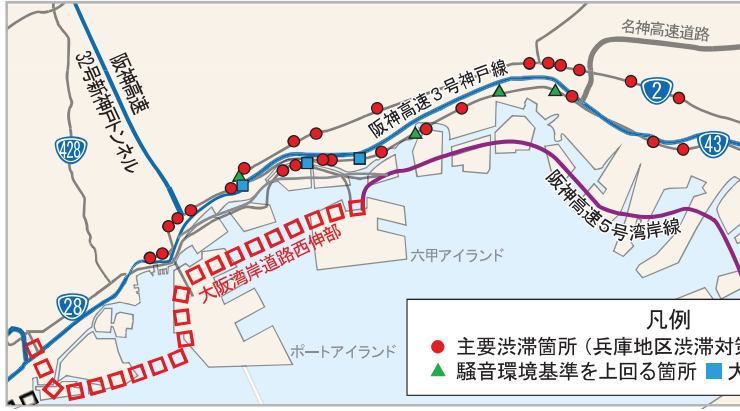 名神高速道路
阪神高速
32号新神戸トンネル
阪神高速3号神戸線
2
43
428
阪神高速5号湾岸線
大阪湾岸道路西伸部
六甲アイランド
28
ポートアイランド
凡例
主要渋滞箇所（兵庫地区渋滞対策
騒音環境基準を上回る箇所 大